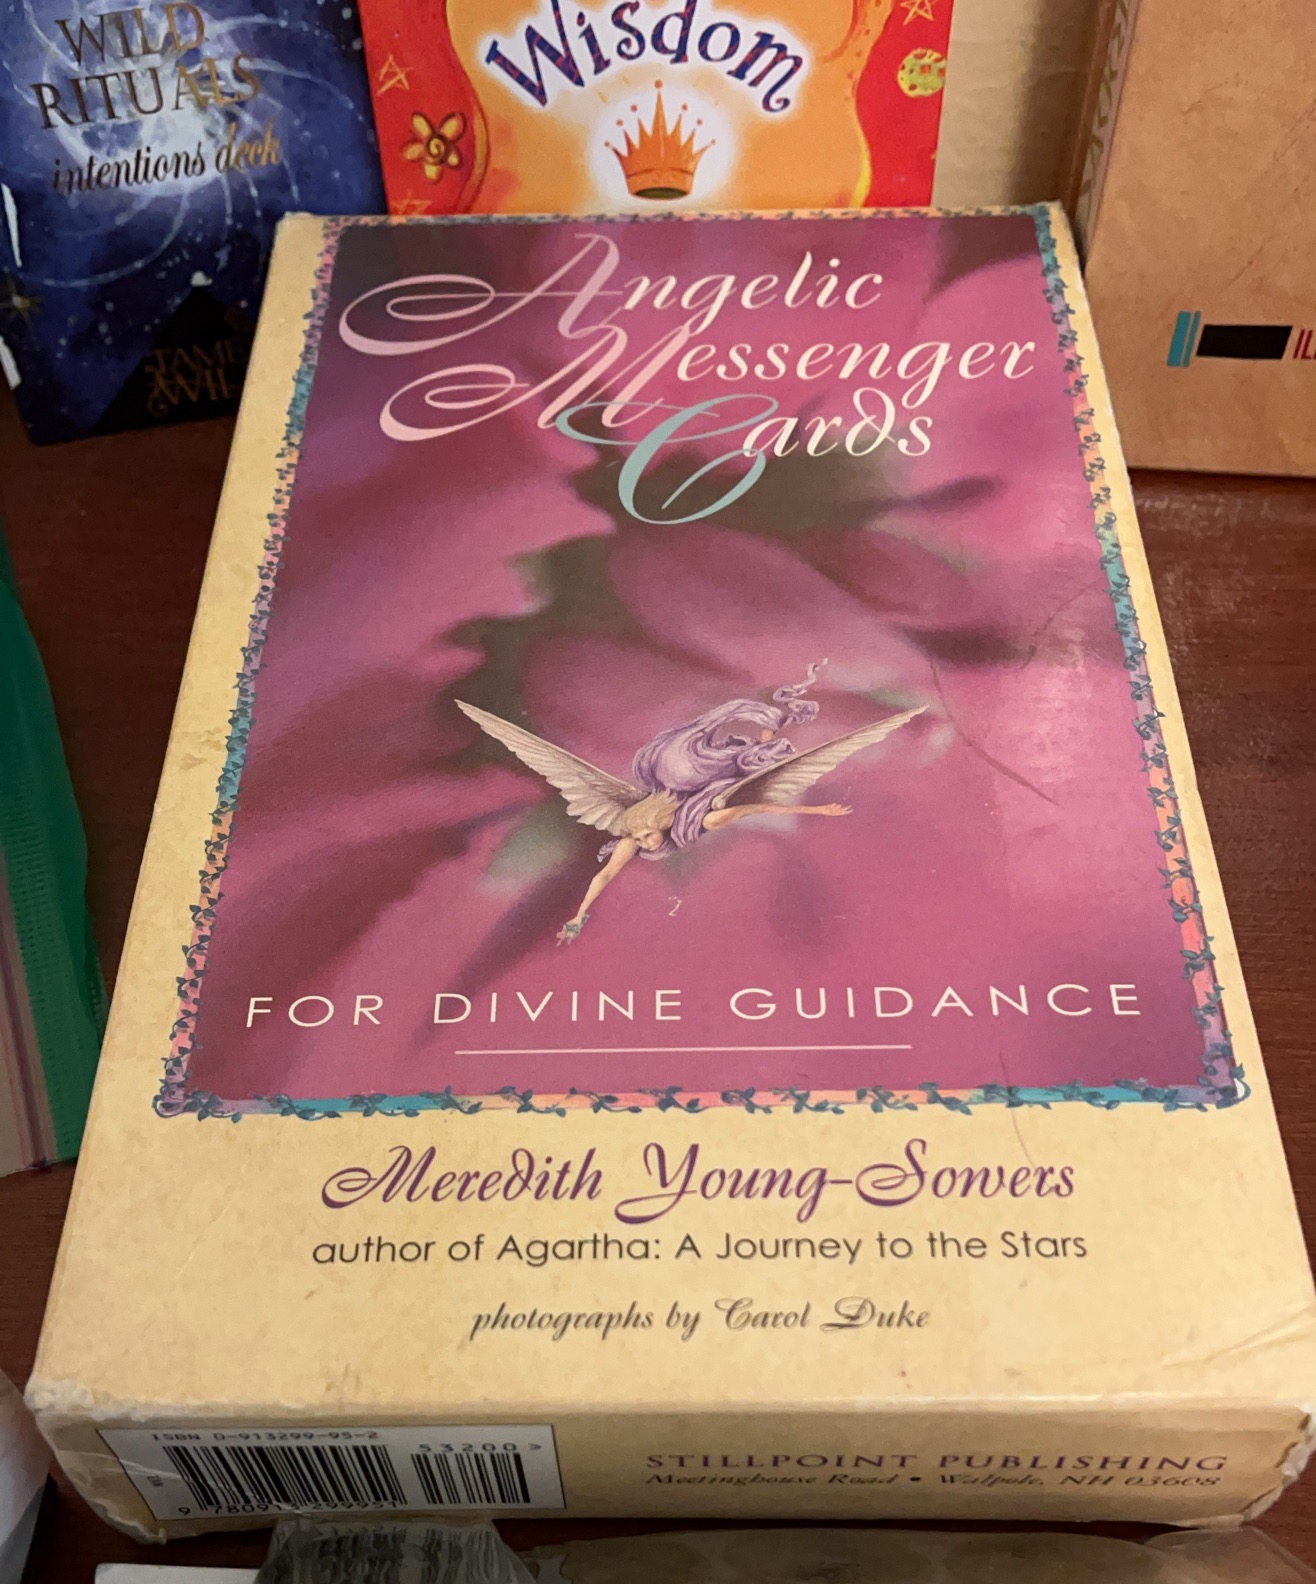 WILD
RITUALS
intentions deck
Wisdom
Angelic
Messenger
Cards
FOR DIVINE GUIDANCE
Meredith Young-Sowers
author of Agartha: A Journey to the Stars
photographs by Carol Duke
ISBN 0-913299-95-2
53200>
STILLPOINT PUBLISHING
Meetinghouse Road • Walpole, NH 03608